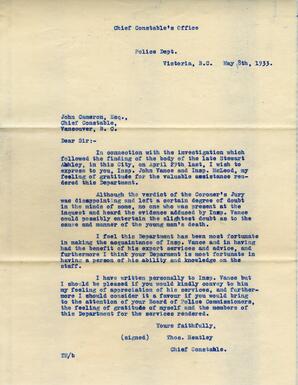 Chief Constable's Office
Police Dept.
Victoria, B.C. May 8th, 1933.
John Cameron, Esq.,
Chief Constable,
Vancouver, B. C.
Dear Sir:-
In connection with the investigation
which followed the finding of the body of the late Stewart
Ashley, in this City, on April 29th last, I wish to
express to you, Insp. John Vance and Insp. McLeod, my
feeling of gratitude for the valuable assistance ren-
dered this Department.
Although the verdict of the Coroner's Jury
was disappointing and left a certain degree of doubt
in the minds of some, no one who was present at
the inquest and heard the evidence adduced by Insp. Vance
could possibly entertain the slightest doubt as to the
cause and manner of the young man's death.
I feel this Department has been most fortunate
in making the acquaintance of Insp. Vance and in having
had the benefit of his expert services and advice, and
furthermore I think your Department is most fortunate in
having a person of his ability and knowledge on the
staff.
I have written personally to Insp. Vance but
I should be pleased if you would kindly convey to him
my feeling of appreciation of his services, and further-
more I should consider it a favour if you would bring
to the attention of your Board of Police Commissioners,
the feeling of gratitude of myself and the members of
this Department for the services rendered.
Yours faithfully,
(signed) Thos. Heatley
Chief Constable.
TH/b